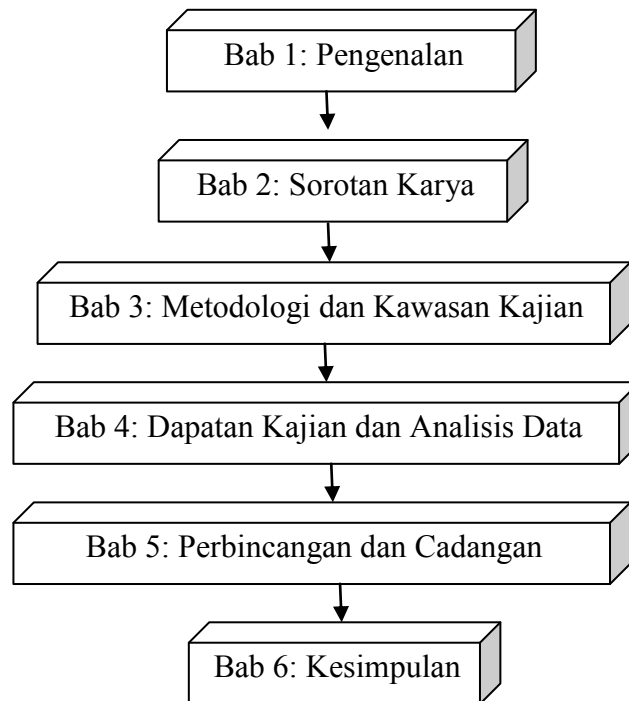 Bab 1: Pengenalan
Bab 2: Sorotan Karya
Bab 3: Metodologi dan Kawasan Kajian
Bab 4: Dapatan Kajian dan Analisis Data
Bab 5: Perbincangan dan Cadangan
Bab 6: Kesimpulan